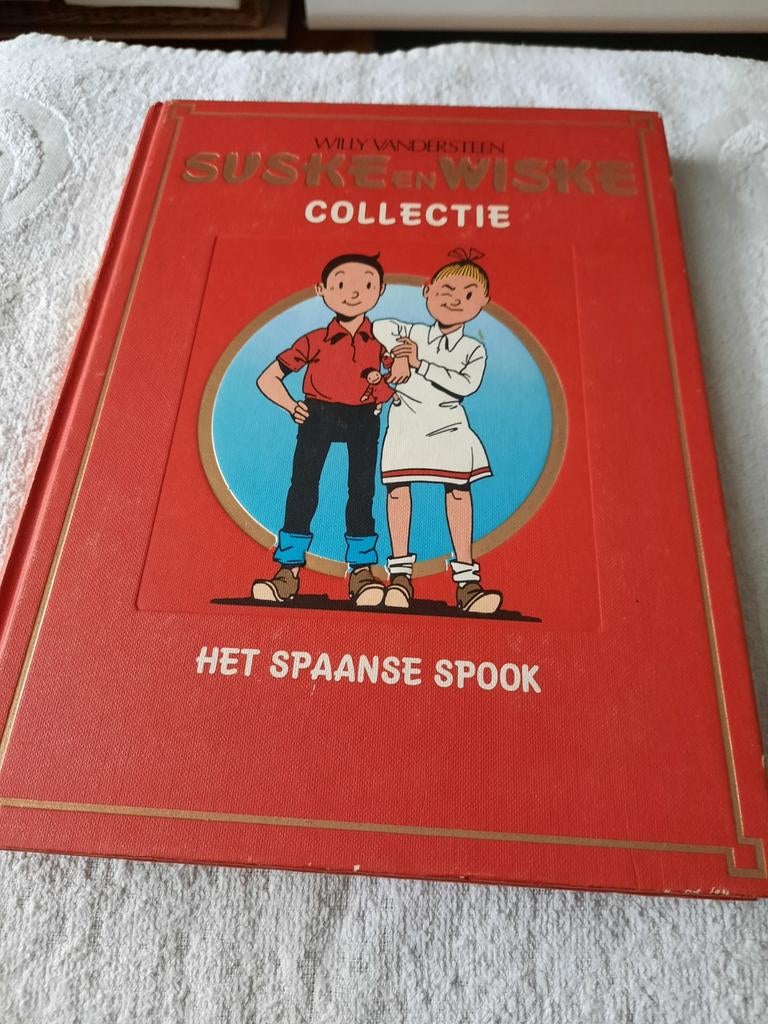 WILLY VANDERSTEEN
SUSKE EN WISKE
COLLECTIE
HET SPAANSE SPOOK